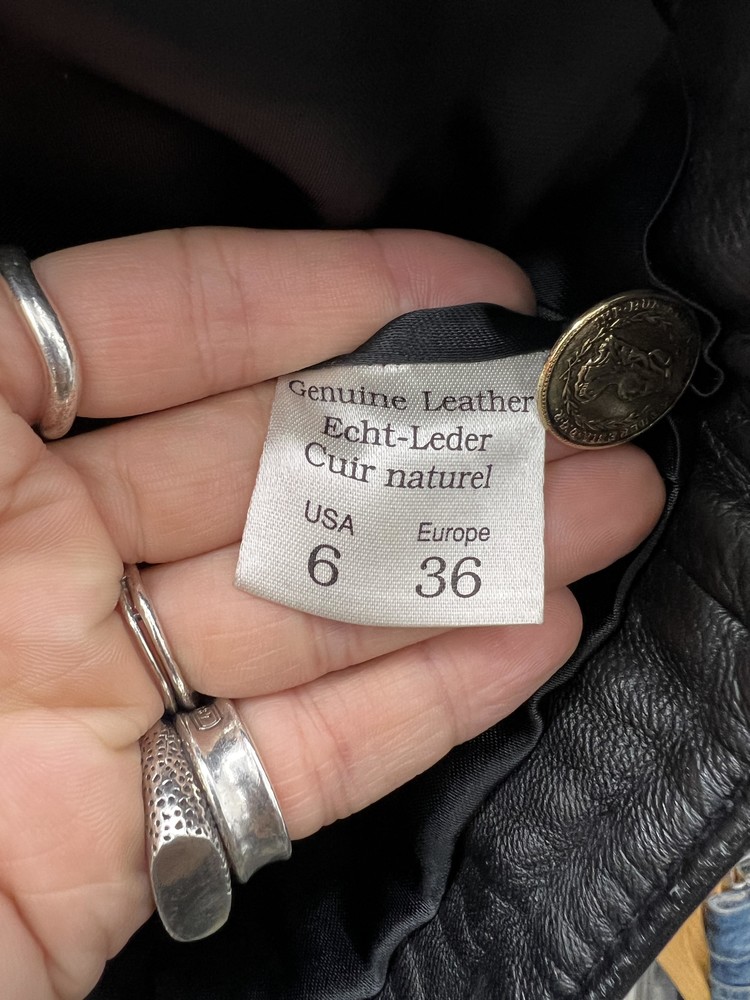 Genuine Leather
Echt-Leder
Cuir naturel
USA Europe
6 36